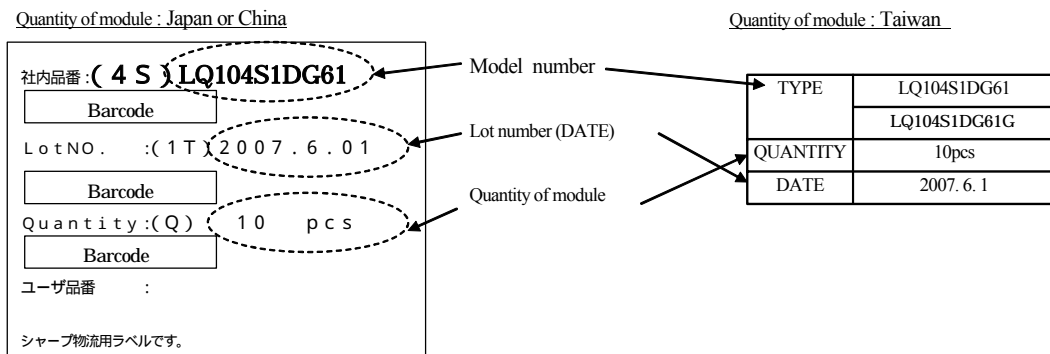 Quantity of module : Japan or China
社内品番:(4S)LQ104S1DG61
Barcode
LotNO. :(1T)2007.6.01
Barcode
Quantity:(Q) 10 pcs
Barcode
ユーザ品番 :
シャープ物流用ラベルです。
Model number
Lot number (DATE)
Quantity of module
Quantity of module : Taiwan
TYPE LQ104S1DG61
LQ104S1DG61G
QUANTITY 10pcs
DATE 2007. 6. 1